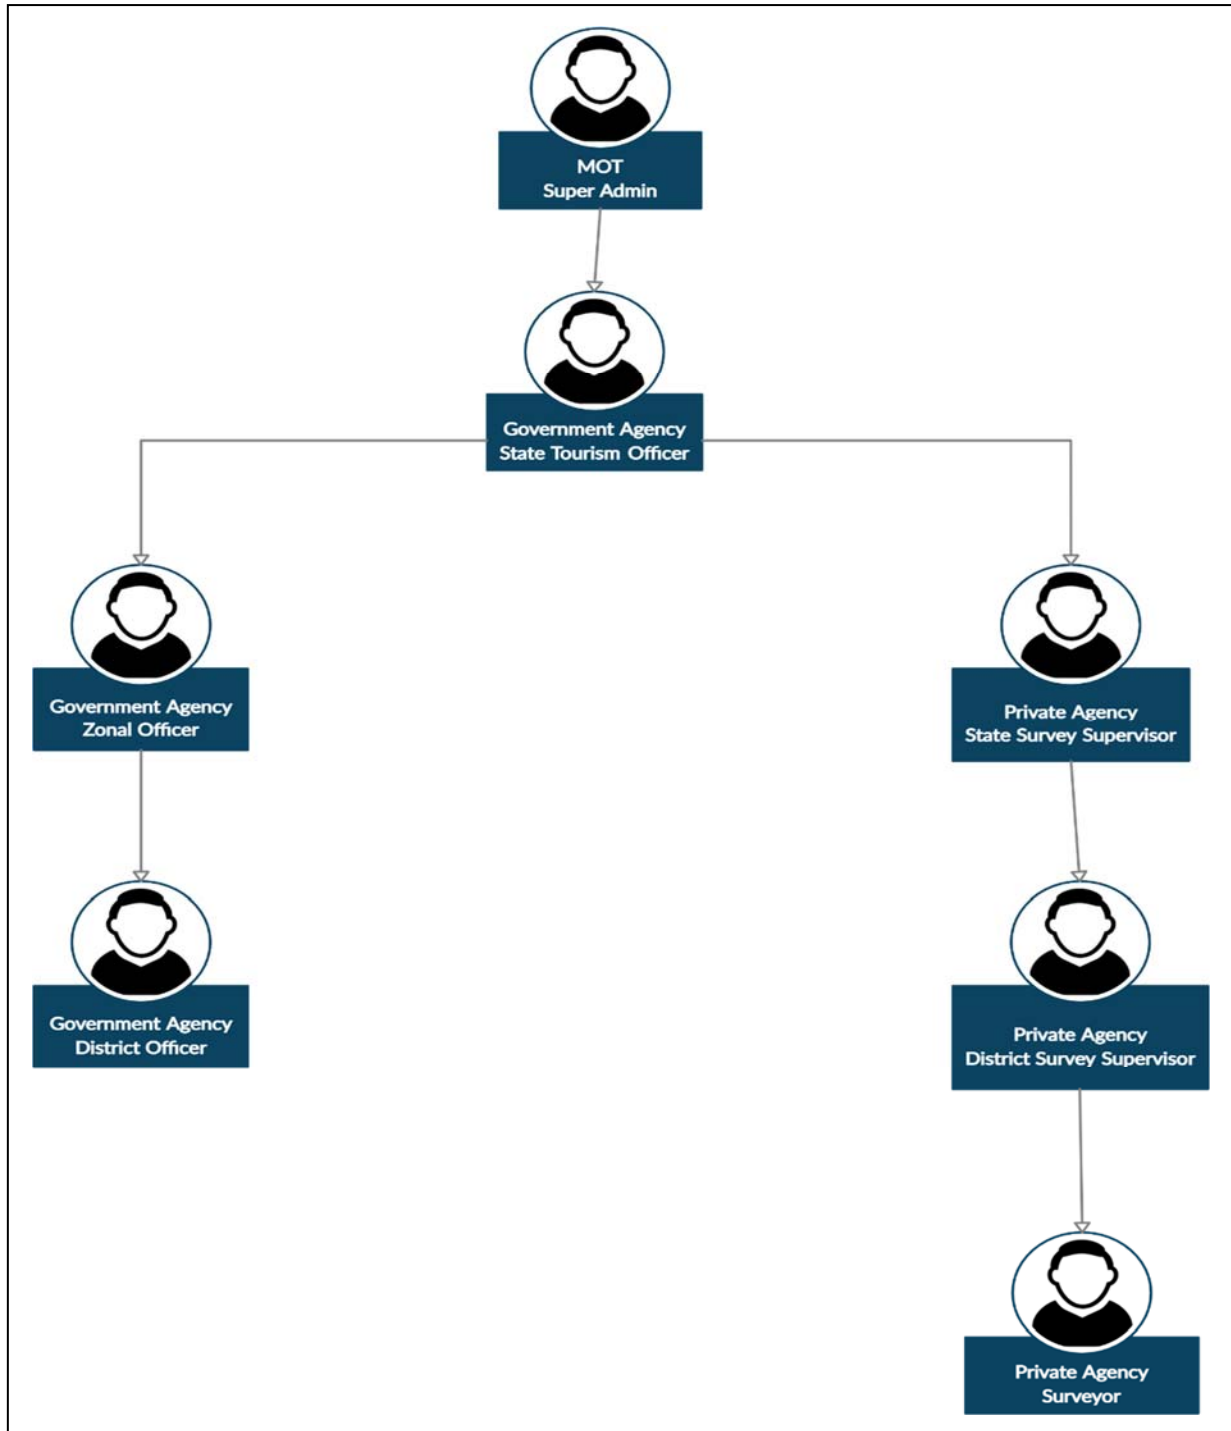 MOT
Super Admin
Government Agency
State Tourism Officer
Government Agency
Zonal Officer
Private Agency
State Survey Supervisor
Government Agency
District Officer
Private Agency
District Survey Supervisor
Private Agency
Surveyor